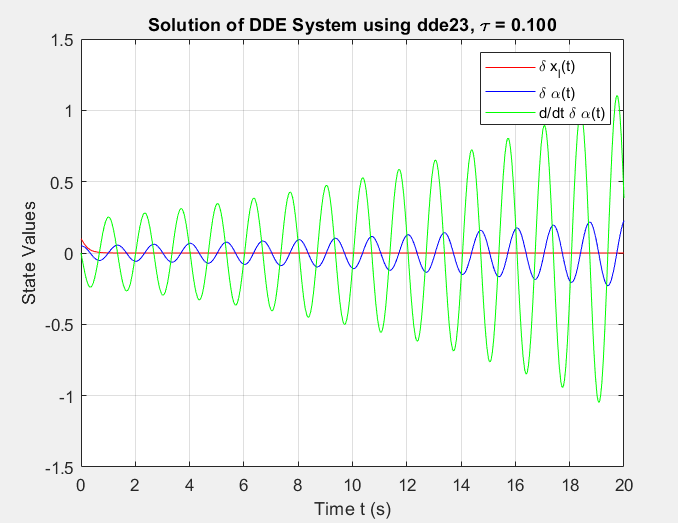 Solution of DDE System using dde23, τ = 0.100
δ x_l(t)
δ α(t)
d/dt δ α(t)
State Values
1.5
1
0.5
0
-0.5
-1
-1.5
0 2 4 6 8 10 12 14 16 18 20
Time t (s)